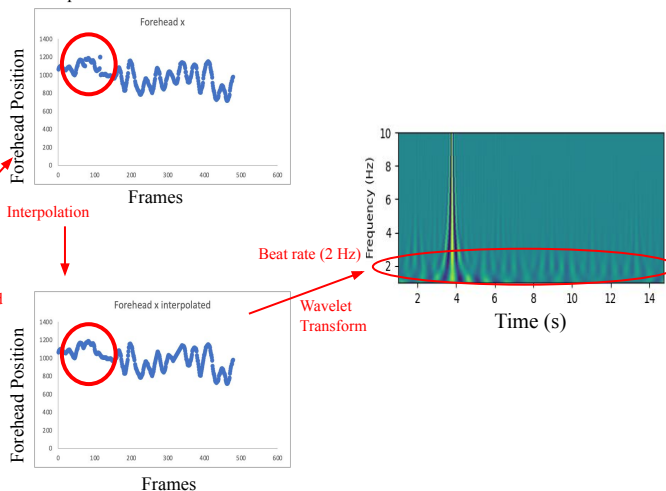 Forehead x
Forehead Position
1400
1200
1000
800
600
400
200
0
0 100 200 300 400 500 600
Frames
Interpolation
Forehead x interpolated
Forehead Position
1400
1200
1000
800
600
400
200
0
0 100 200 300 400 500 600
Frames
Beat rate (2 Hz)
Wavelet
Transform
Frequency (Hz)
10
8
6
4
2
2 4 6 8 10 12 14
Time (s)